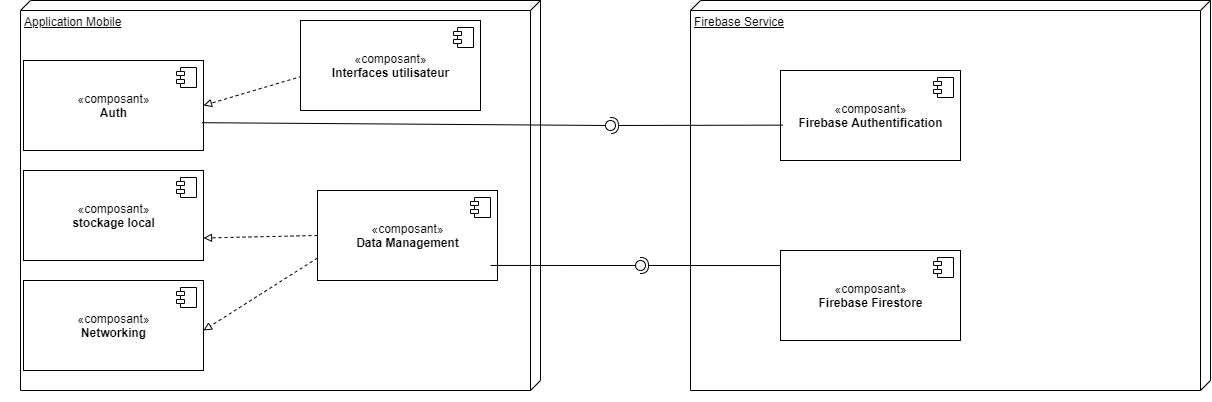 Application Mobile
«composant»
Interfaces utilisateur
«composant»
Auth
«composant»
stockage local
«composant»
Data Management
«composant»
Networking
Firebase Service
«composant»
Firebase Authentification
«composant»
Firebase Firestore